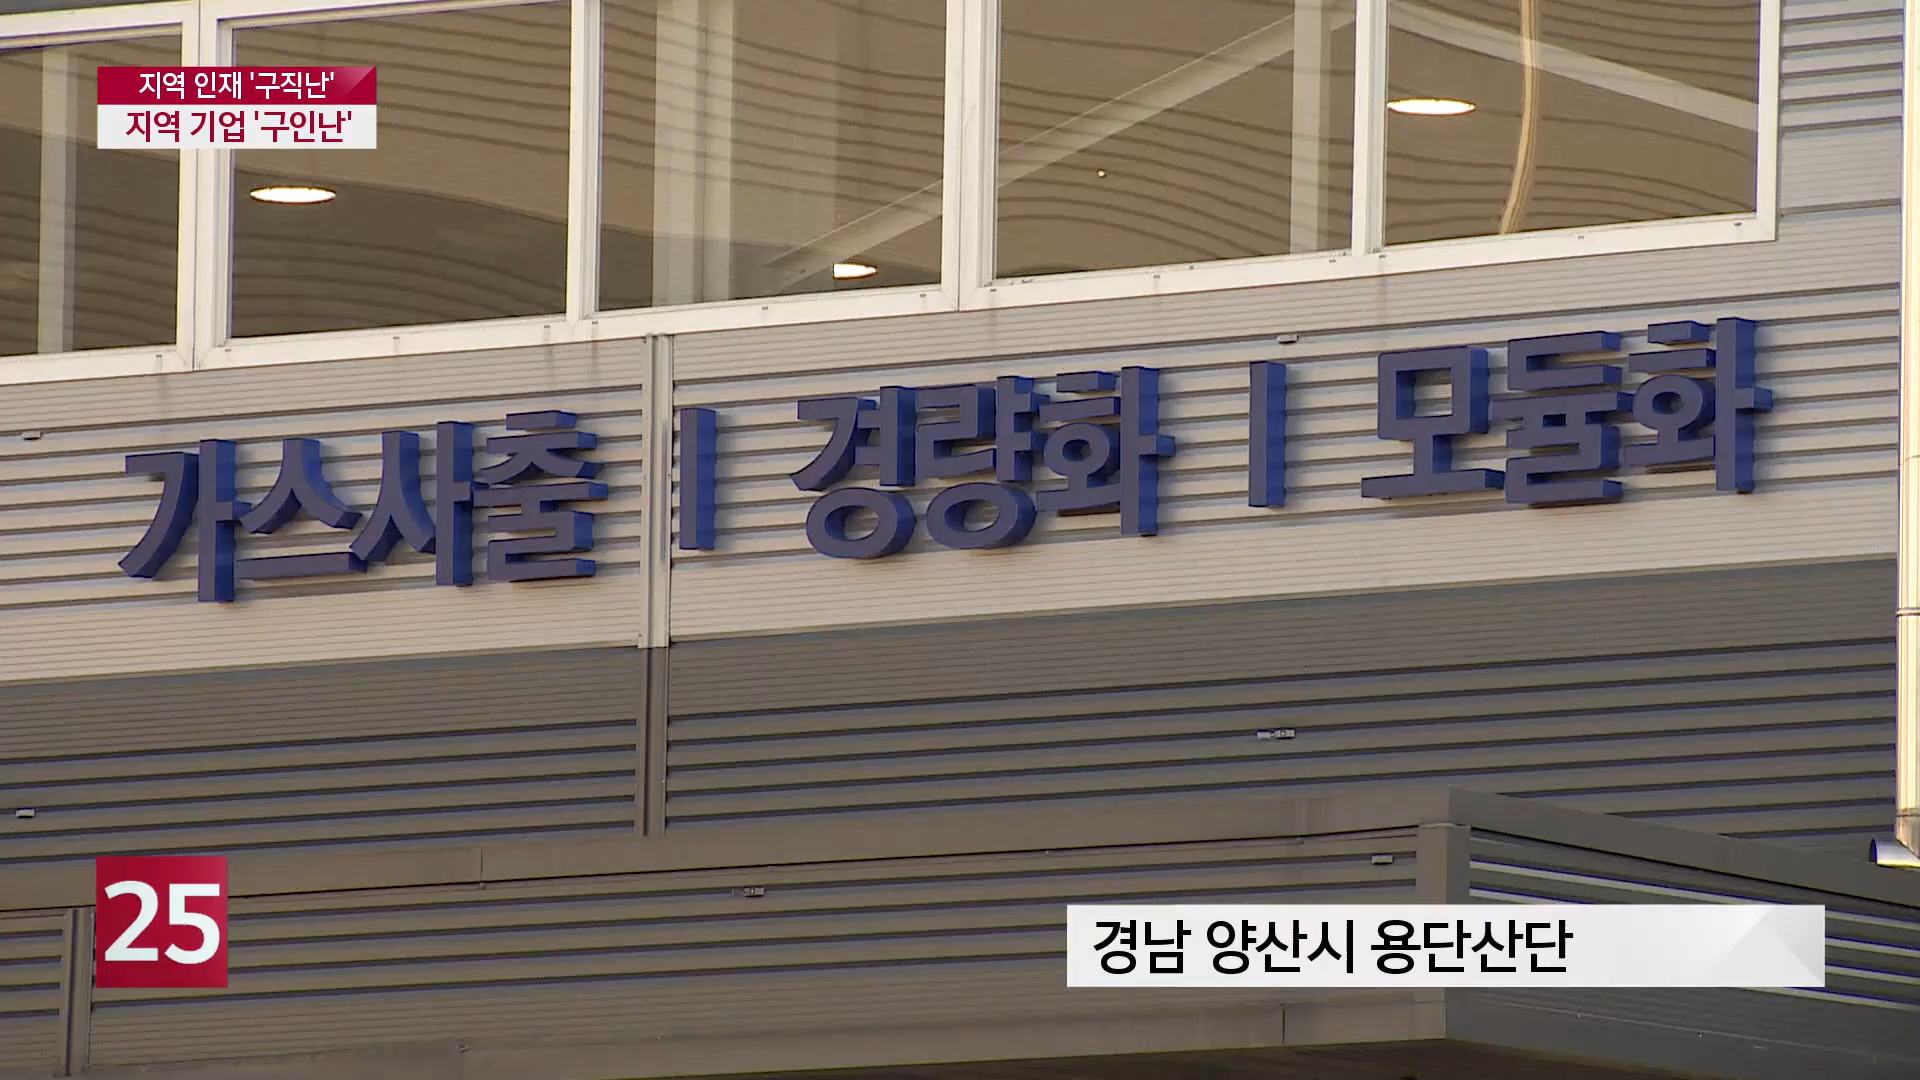 지역 인재 '구직난'
지역 기업 '구인난'
가스사출 | 경량화 | 모듈화
25
경남 양산시 용단산단